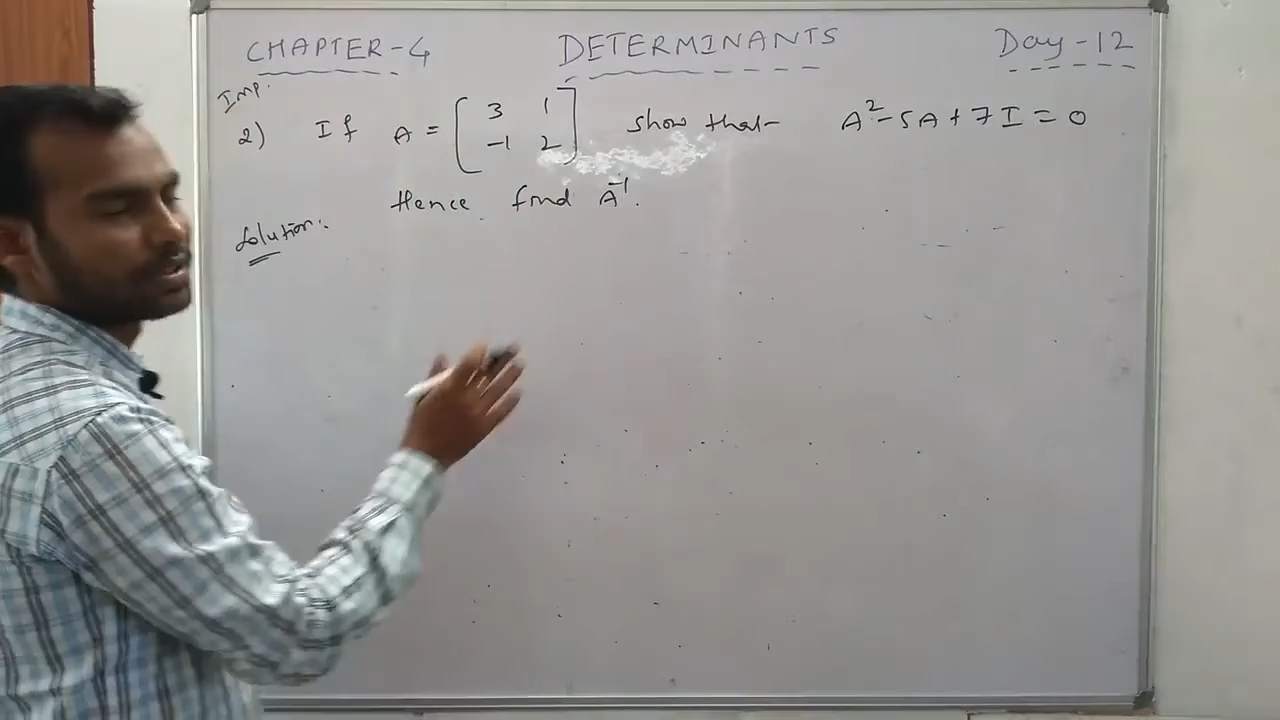 CHAPTER-4 DETERMINANTS Day-12
Imp.
2) If A = [ 3 1 show that A²-5A+7I=0
-1 2 ]
Hence find A⁻¹.
Solution: